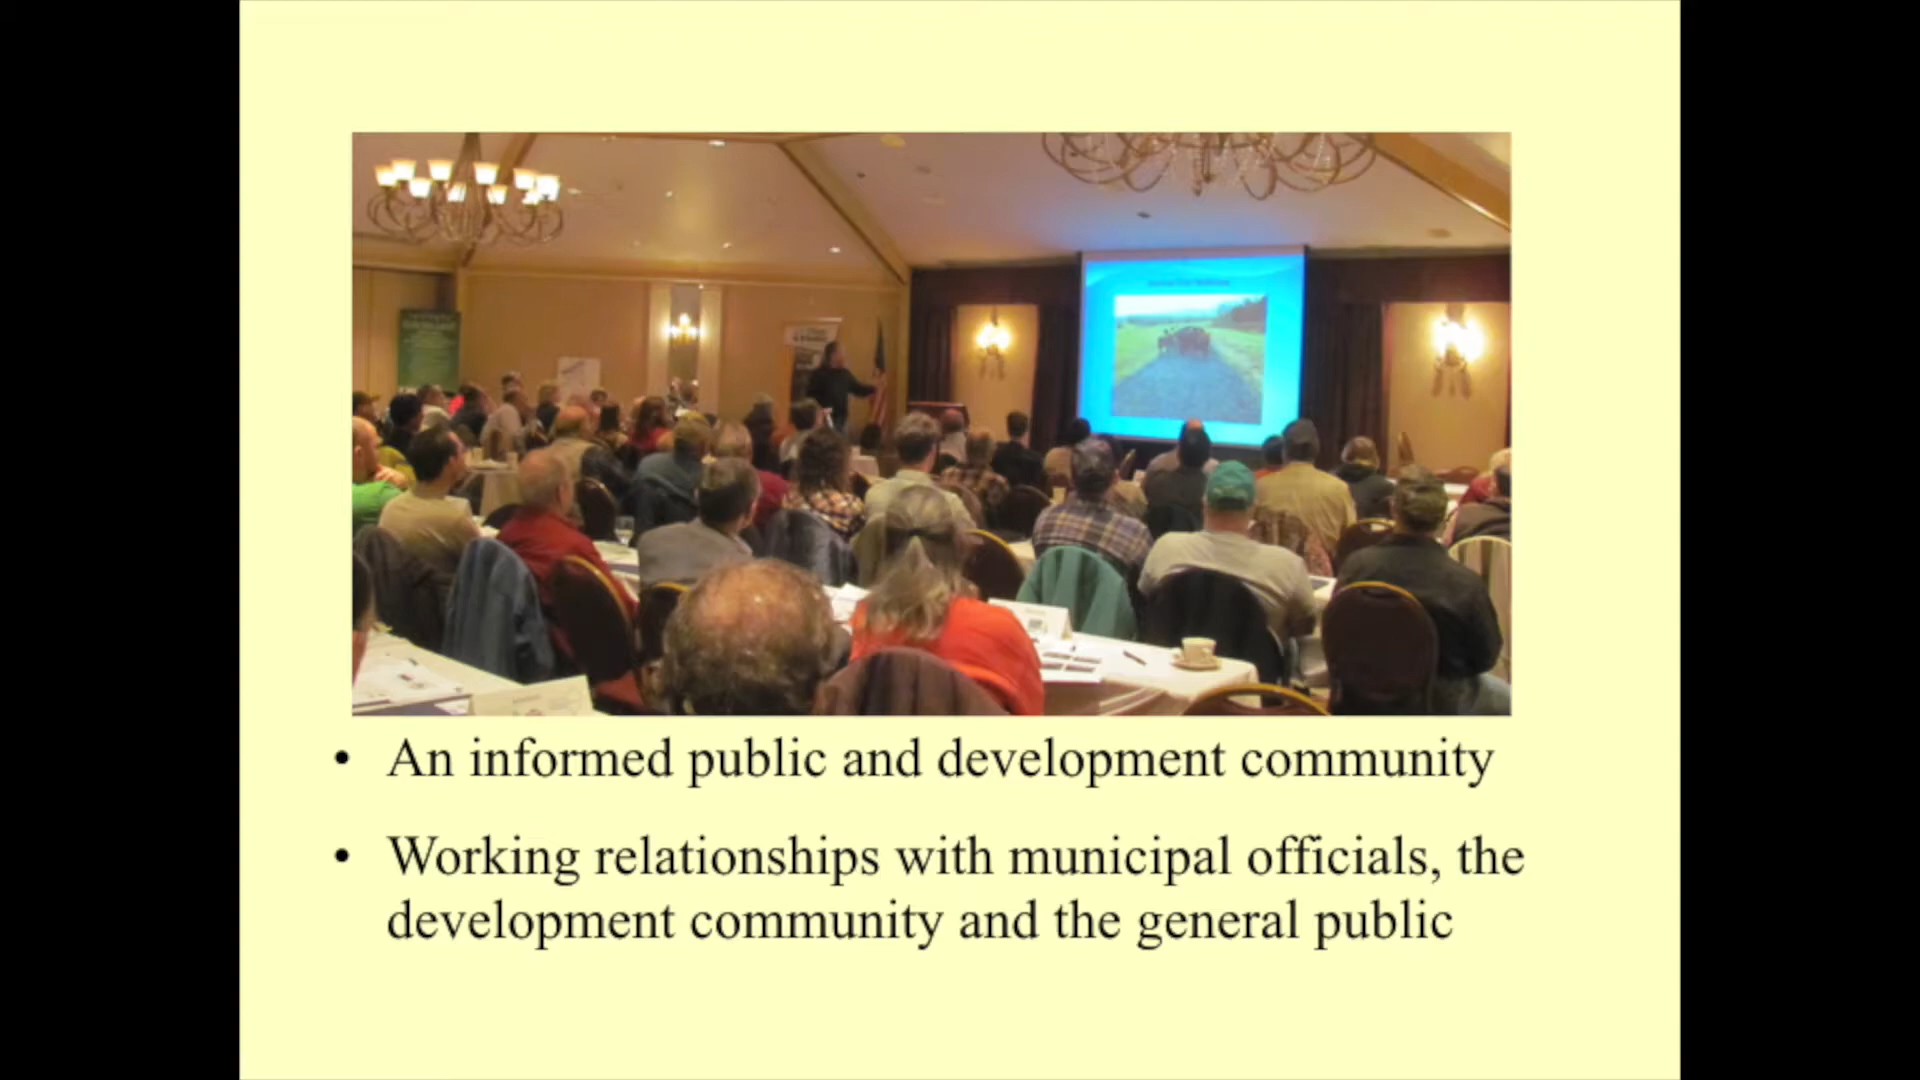 • An informed public and development community
• Working relationships with municipal officials, the
development community and the general public